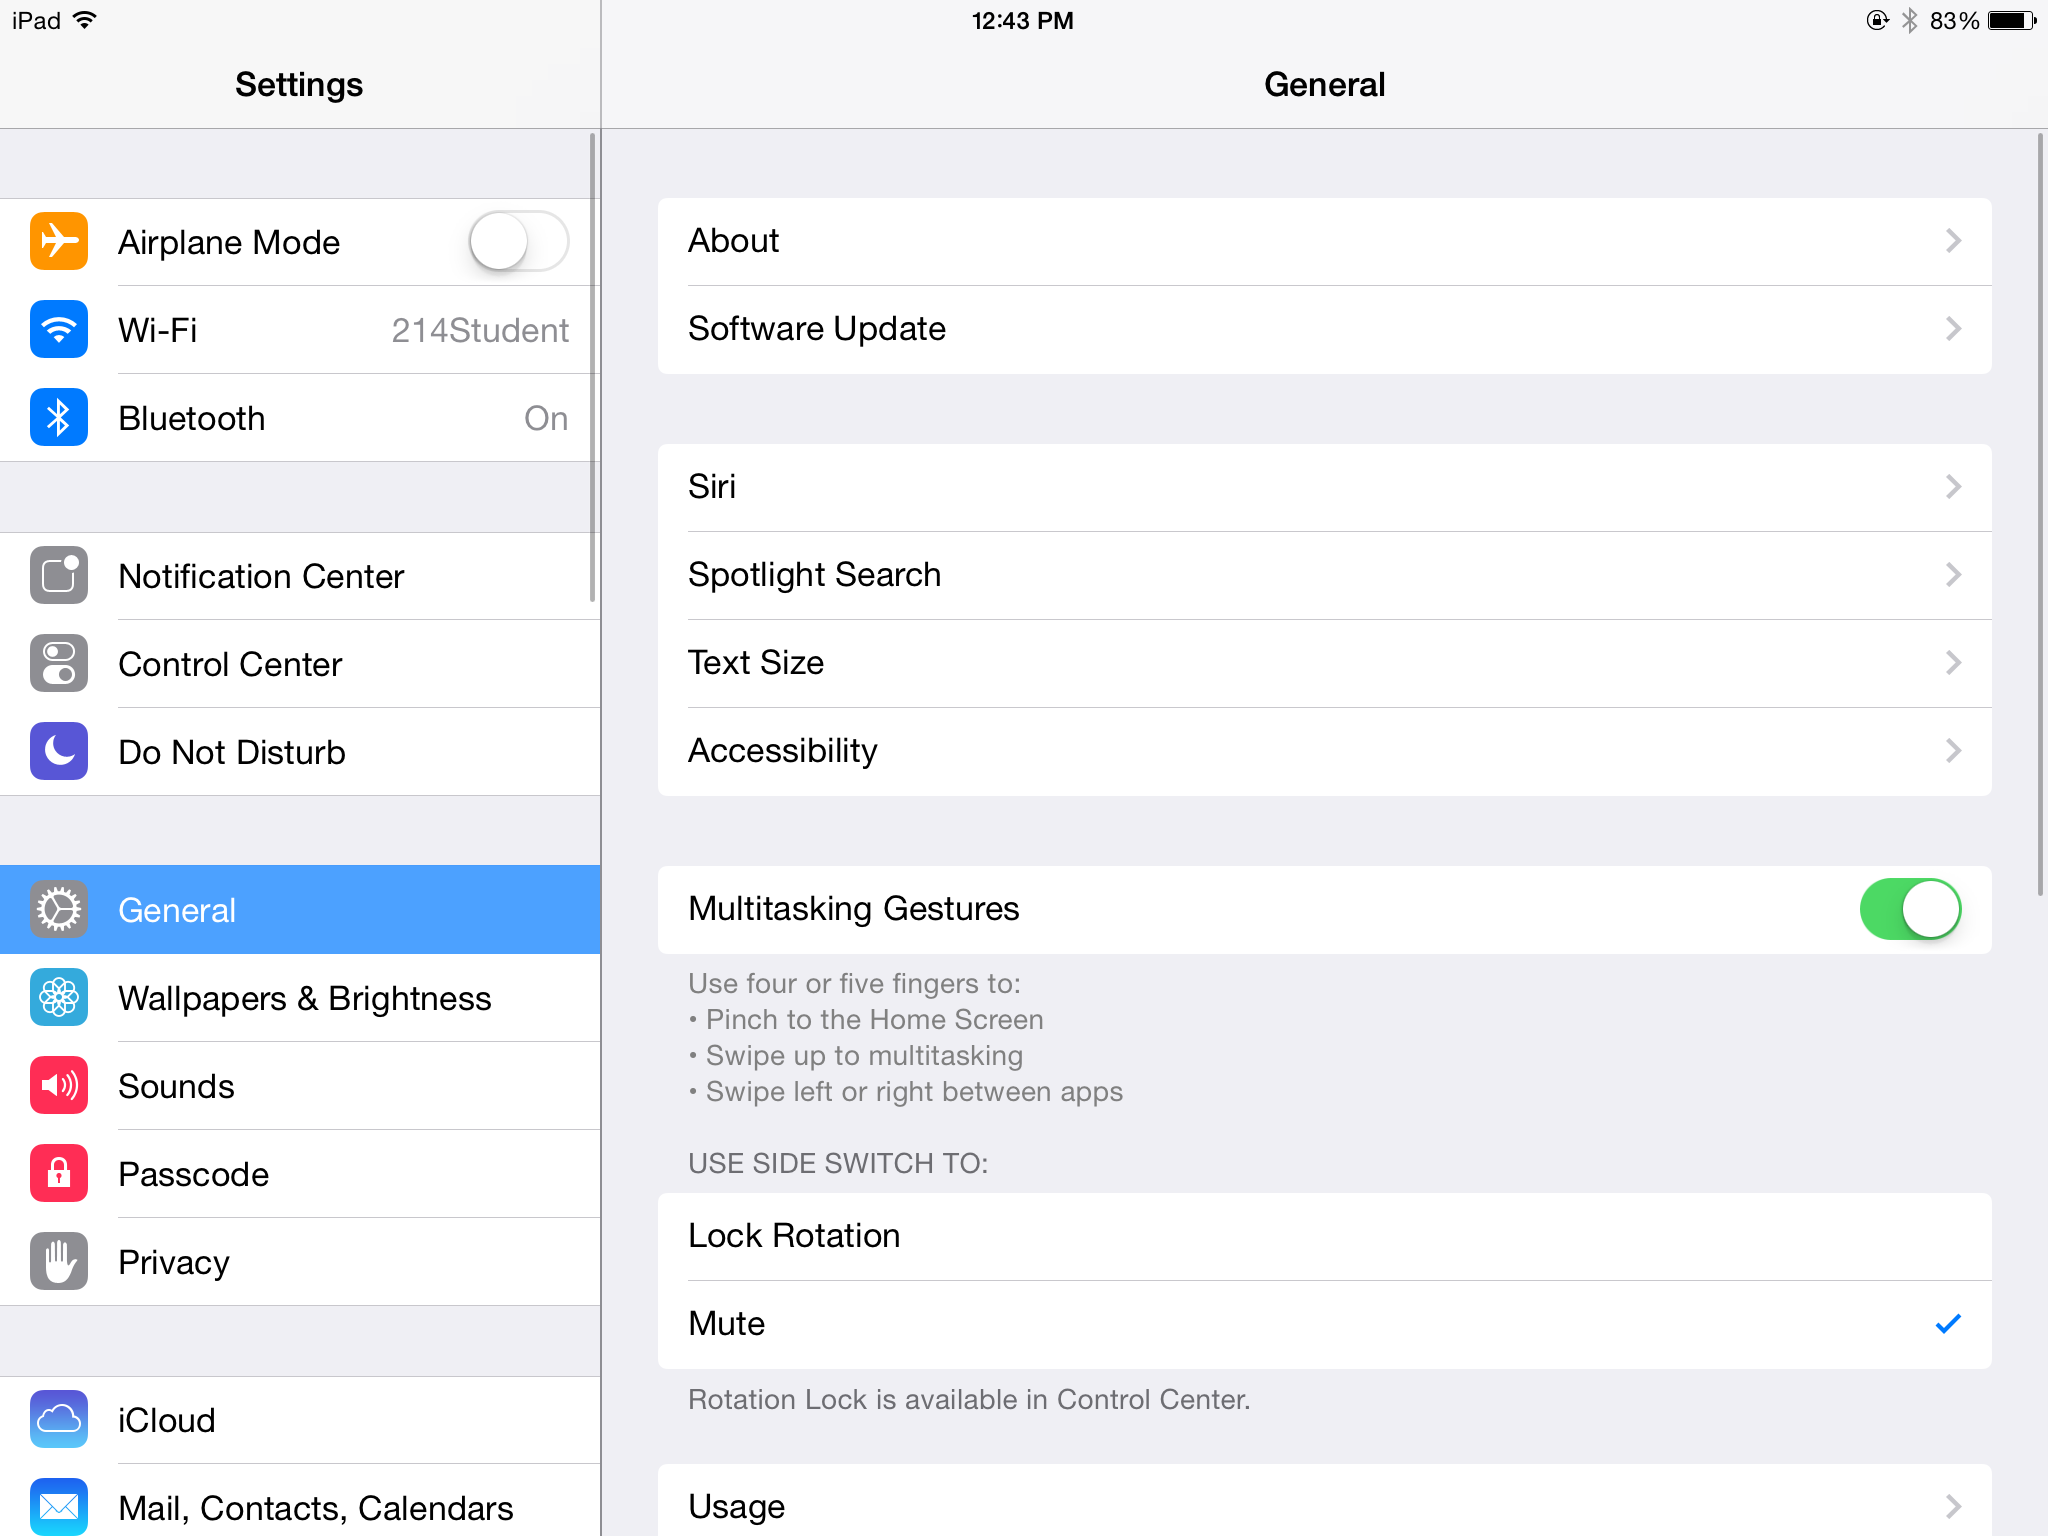 iPad
12:43 PM
83%
Settings
Airplane Mode
Wi-Fi 214Student
Bluetooth On
Notification Center
Control Center
Do Not Disturb
General
Wallpapers & Brightness
Sounds
Passcode
Privacy
iCloud
Mail, Contacts, Calendars
General
About
Software Update
Siri
Spotlight Search
Text Size
Accessibility
Multitasking Gestures
Use four or five fingers to:
• Pinch to the Home Screen
• Swipe up to multitasking
• Swipe left or right between apps
USE SIDE SWITCH TO:
Lock Rotation
Mute
Rotation Lock is available in Control Center.
Usage